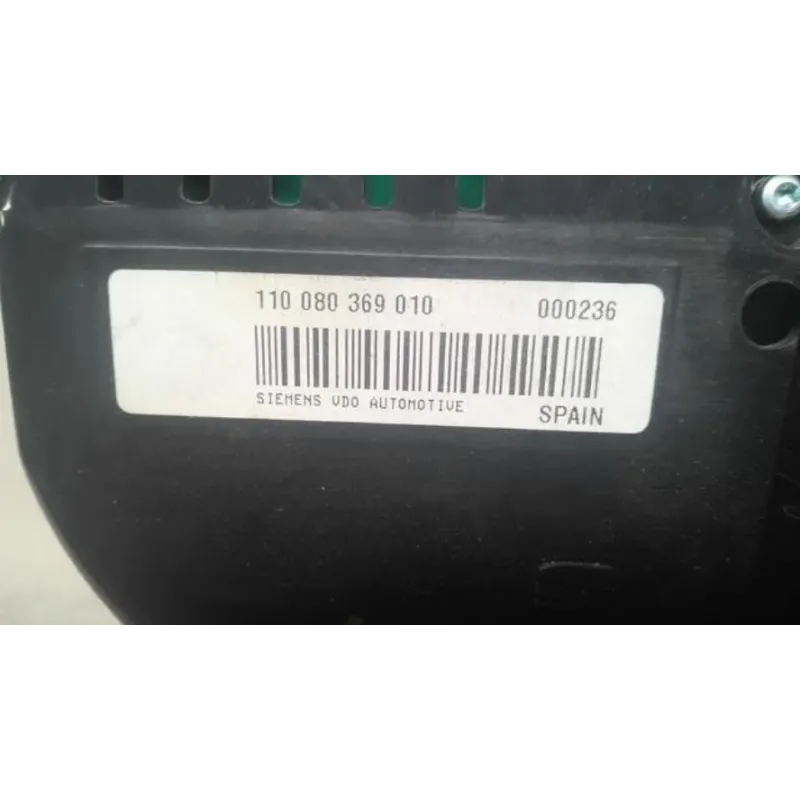 110 080 369 010 000236
SIEMENS VDO AUTOMOTIVE SPAIN